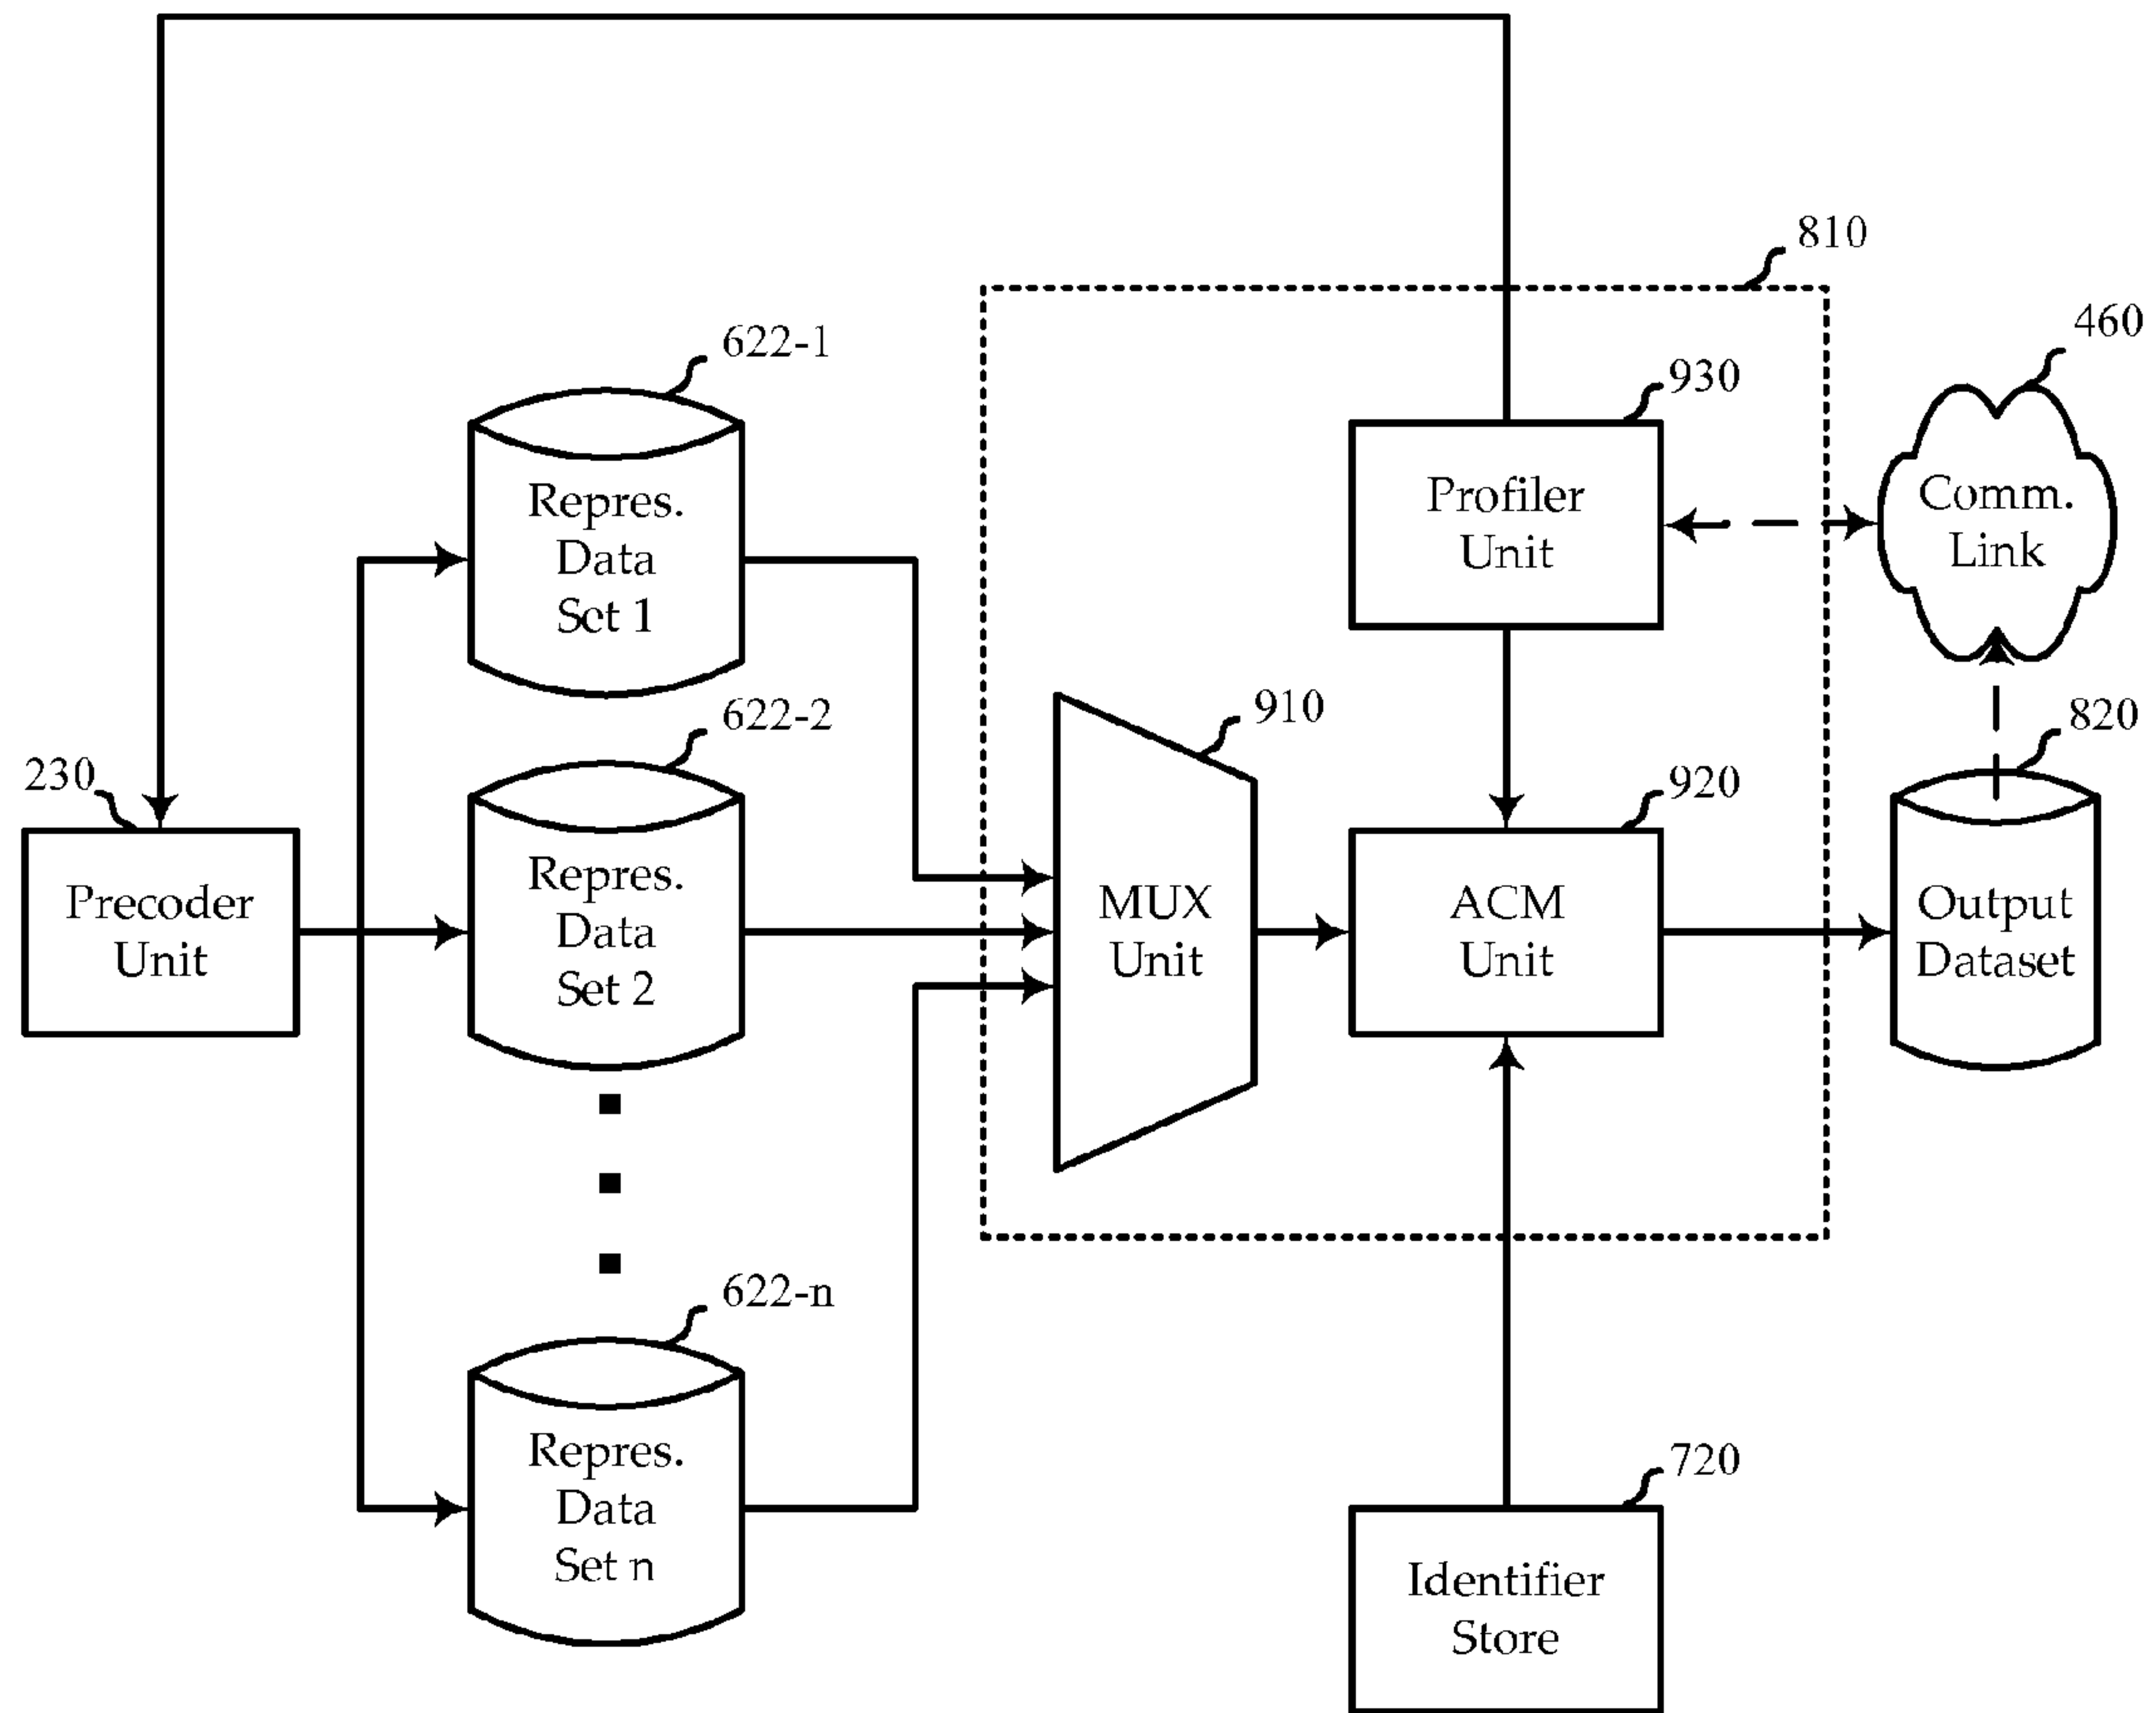 810
460
622-1
930
Repres.
Data
Set 1
Profiler
Unit
Comm.
Link
622-2
910
820
230
920
Precoder
Unit
Repres.
Data
Set 2
MUX
Unit
ACM
Unit
Output
Dataset
622-n
Repres.
Data
Set n
720
Identifier
Store